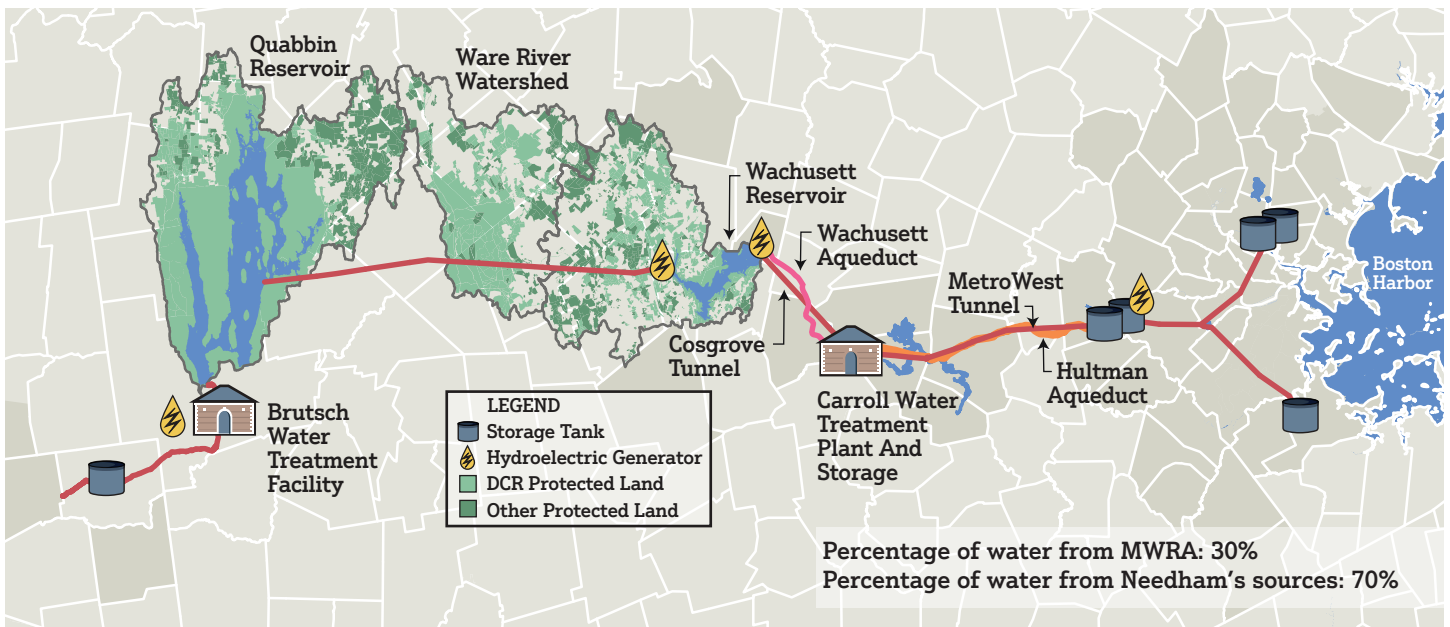 Quabbin
Reservoir
Ware River
Watershed
Wachusett
Reservoir
Wachusett
Aqueduct
MetroWest
Tunnel
Boston
Harbor
Cosgrove
Tunnel
Hultman
Aqueduct
Carroll Water
Treatment
Plant And
Storage
Brutsch
Water
Treatment
Facility
LEGEND
Storage Tank
Hydroelectric Generator
DCR Protected Land
Other Protected Land
Percentage of water from MWRA: 30%
Percentage of water from Needham's sources: 70%